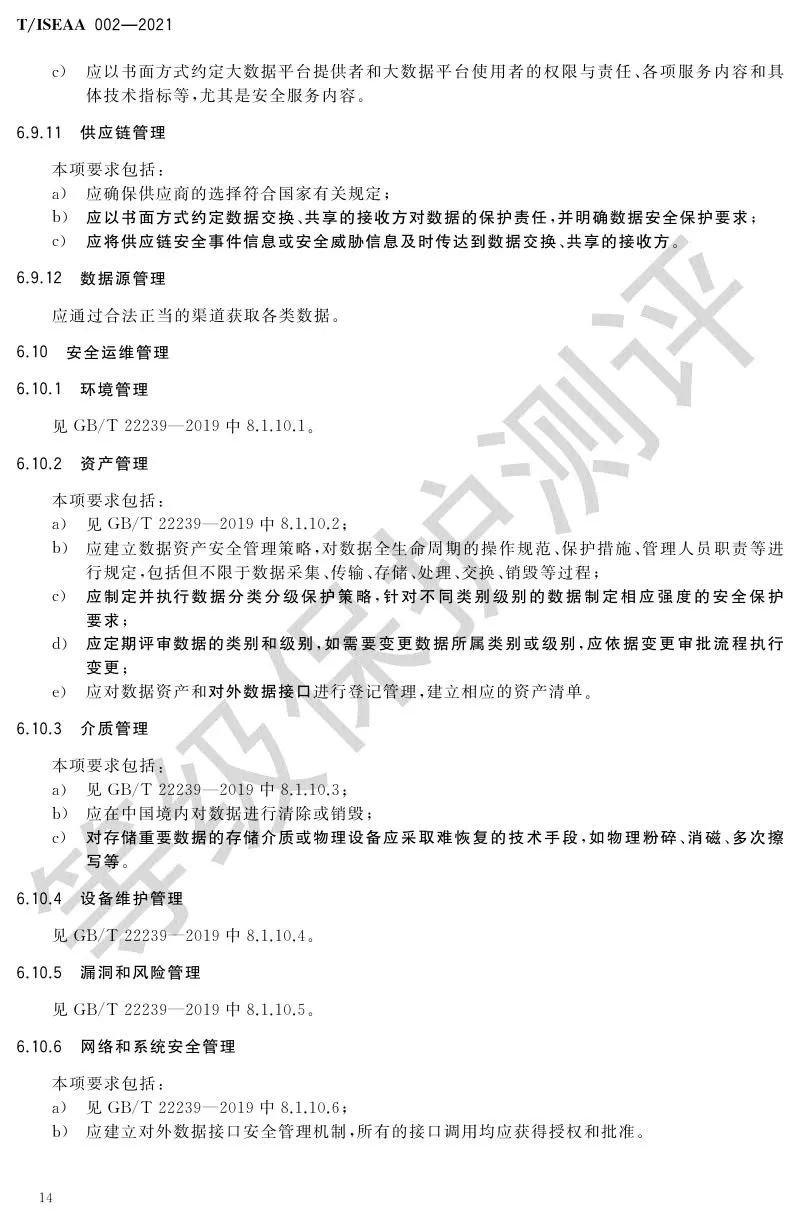 T/ISEAA 002—2021
c) 应以书面方式约定大数据平台提供者和大数据平台使用者的权限与责任、各项服务内容和具
体技术指标等,尤其是安全服务内容。
6.9.11 供应链管理
本项要求包括:
a) 应确保供应商的选择符合国家有关规定;
b) 应以书面方式约定数据交换、共享的接收方对数据的保护责任,并明确数据安全保护要求;
c) 应将供应链安全事件信息或安全威胁信息及时传达到数据交换、共享的接收方。
6.9.12 数据源管理
应通过合法正当的渠道获取各类数据。
6.10 安全运维管理
6.10.1 环境管理
见 GB/T 22239—2019 中 8.1.10.1。
6.10.2 资产管理
本项要求包括:
a) 见 GB/T 22239—2019 中 8.1.10.2;
b) 应建立数据资产安全管理策略,对数据全生命周期的操作规范、保护措施、管理人员职责等进
行规定,包括但不限于数据采集、传输、存储、处理、交换、销毁等过程;
c) 应制定并执行数据分类分级保护策略,针对不同类别级别的数据制定相应强度的安全保护
要求;
d) 应定期评审数据的类别和级别,如需要变更数据所属类别或级别,应依据变更审批流程执行
变更;
e) 应对数据资产和对外数据接口进行登记管理,建立相应的资产清单。
6.10.3 介质管理
本项要求包括:
a) 见 GB/T 22239—2019 中 8.1.10.3;
b) 应在中国境内对数据进行清除或销毁;
c) 对存储重要数据的存储介质或物理设备应采取难恢复的技术手段,如物理粉碎、消磁、多次擦
写等。
6.10.4 设备维护管理
见 GB/T 22239—2019 中 8.1.10.4。
6.10.5 漏洞和风险管理
见 GB/T 22239—2019 中 8.1.10.5。
6.10.6 网络和系统安全管理
本项要求包括:
a) 见 GB/T 22239—2019 中 8.1.10.6;
b) 应建立对外数据接口安全管理机制,所有的接口调用均应获得授权和批准。
14
等级保护测评